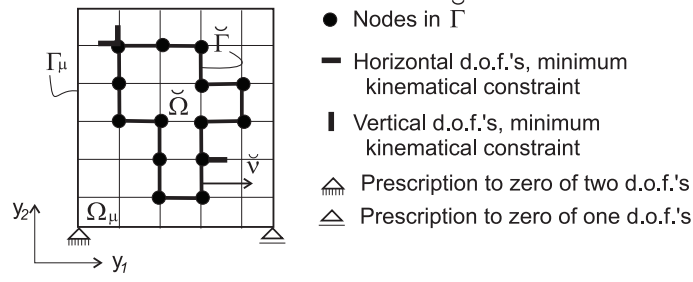 Nodes in Γ̆
Γμ
Γ̆
Horizontal d.o.f.'s, minimum
kinematical constraint
Ω̆
Vertical d.o.f.'s, minimum
kinematical constraint
ν̆
Prescription to zero of two d.o.f.'s
y2
Ωμ
Prescription to zero of one d.o.f.'s
y1